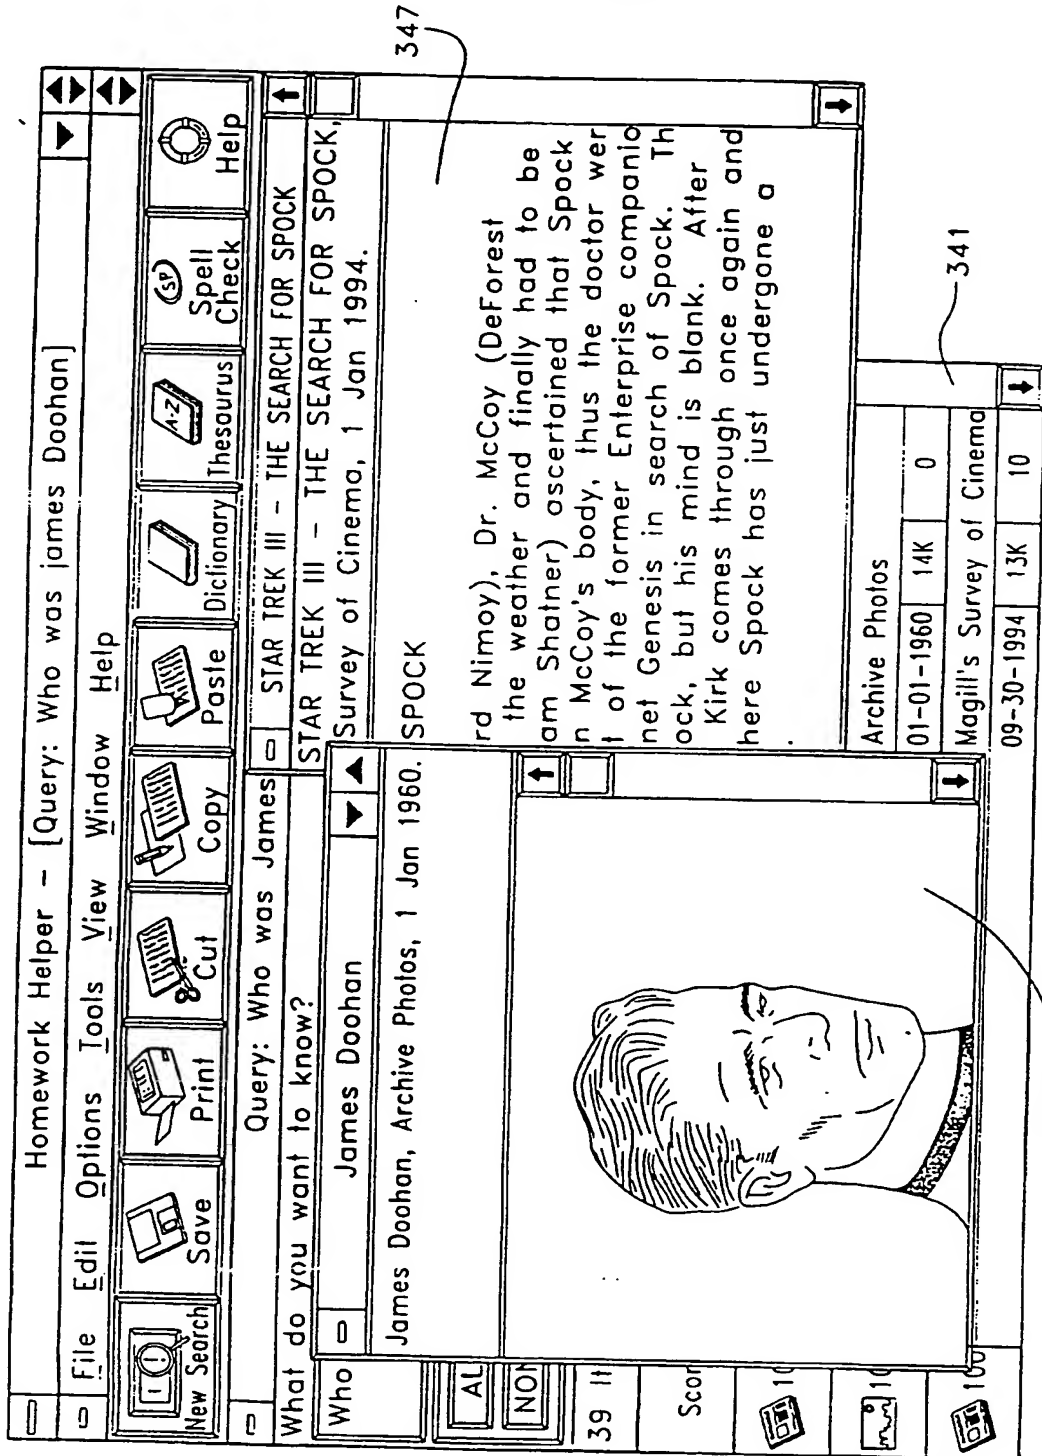 Homework Helper - [Query: Who was james Doohan]
File Edit Options Tools View Window Help
New Search
Save
Print
Cut
Copy
Paste
Dictionary
Thesaurus
SP
Spell
Check
Help
A-Z
Query: Who was James
What do you want to know?
Who
AL
NON
39 It
Scor
10
10
100
STAR TREK III - THE SEARCH FOR SPOCK
STAR TREK III - THE SEARCH FOR SPOCK,
Survey of Cinema, 1 Jan 1994.
SPOCK
rd Nimoy), Dr. McCoy (DeForest
the weather and finally had to be
am Shatner) ascertained that Spock
n McCoy's body, thus the doctor wer
t of the former Enterprise companio
net Genesis in search of Spock. Th
ock, but his mind is blank. After
Kirk comes through once again and
here Spock has just undergone a
.
347
James Doohan
James Doohan, Archive Photos, 1 Jan 1960.
Archive Photos
01-01-1960 14K 0
Magill's Survey of Cinema
09-30-1994 13K 10
341